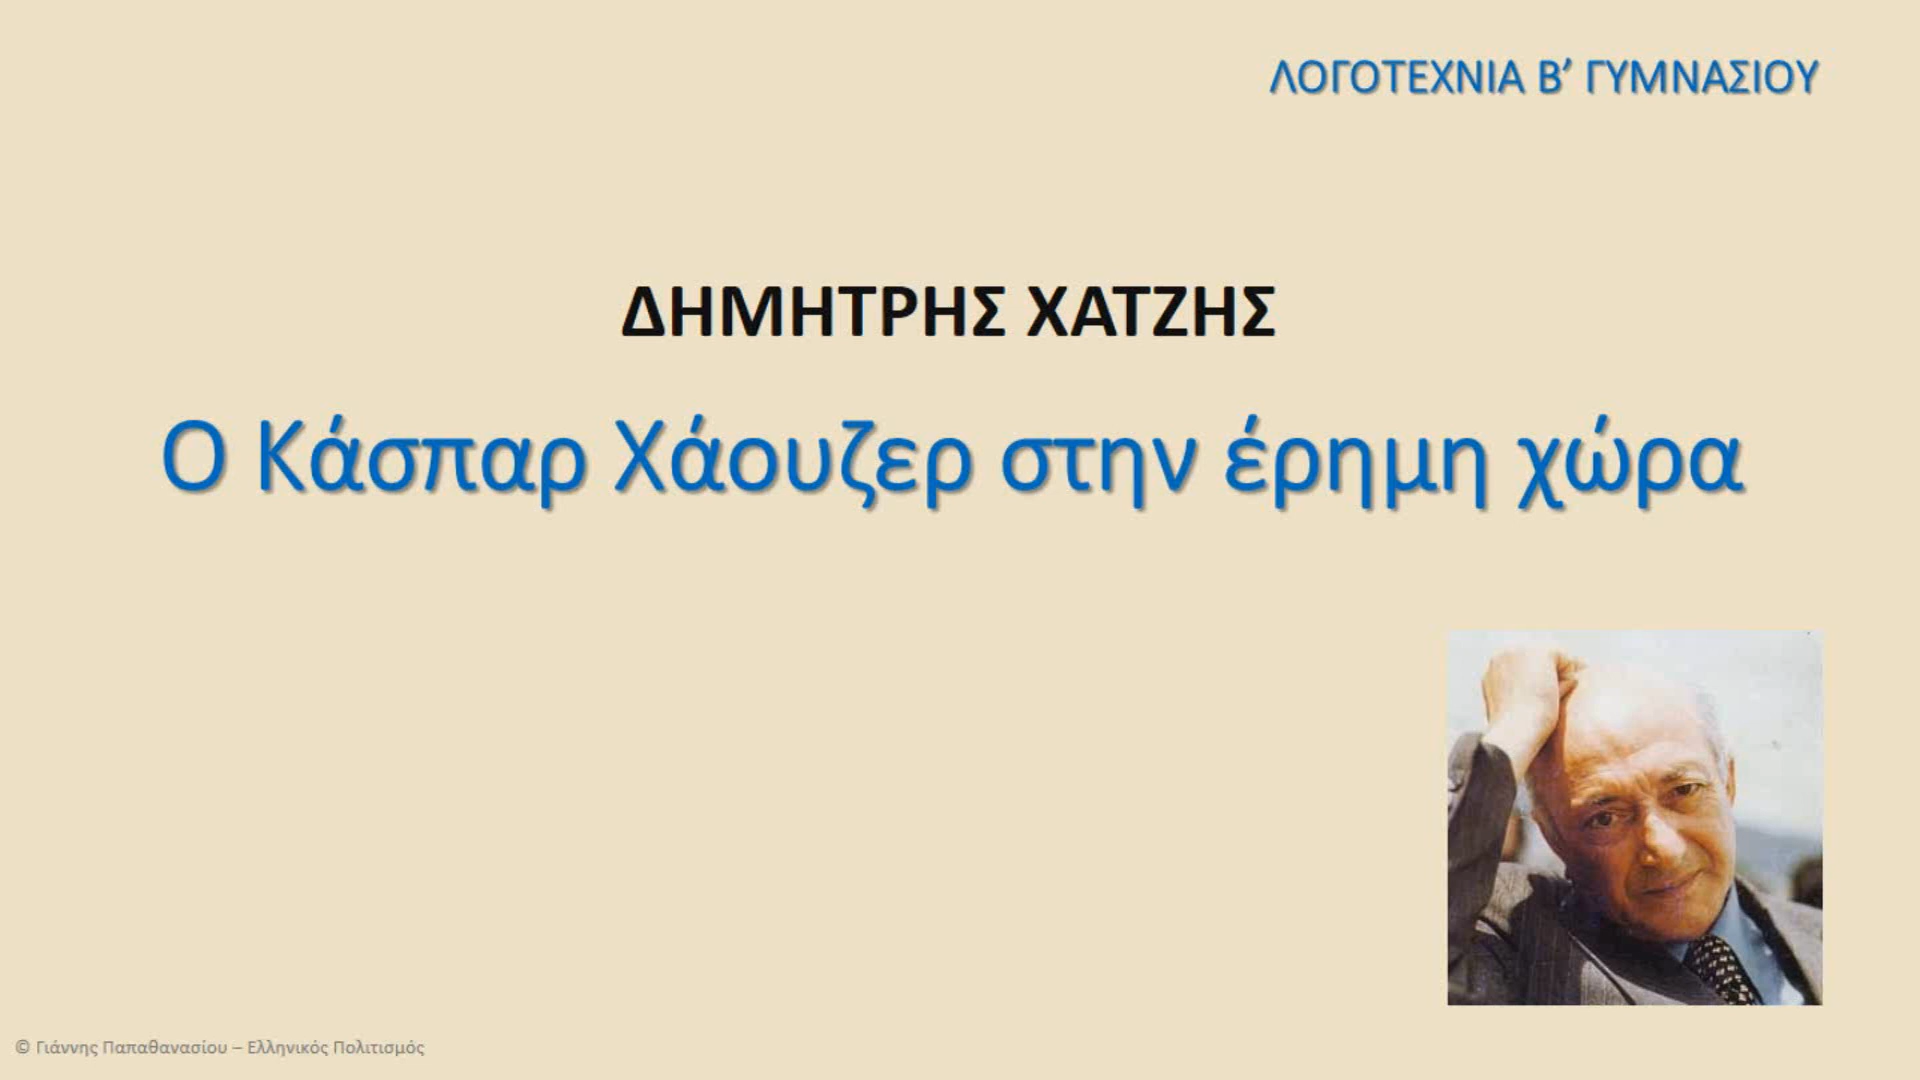 ΛΟΓΟΤΕΧΝΙΑ Β’ ΓΥΜΝΑΣΙΟΥ
ΔΗΜΗΤΡΗΣ ΧΑΤΖΗΣ
Ο Κάσπαρ Χάουζερ στην έρημη χώρα
© Γιάννης Παπαθανασίου – Ελληνικός Πολιτισμός